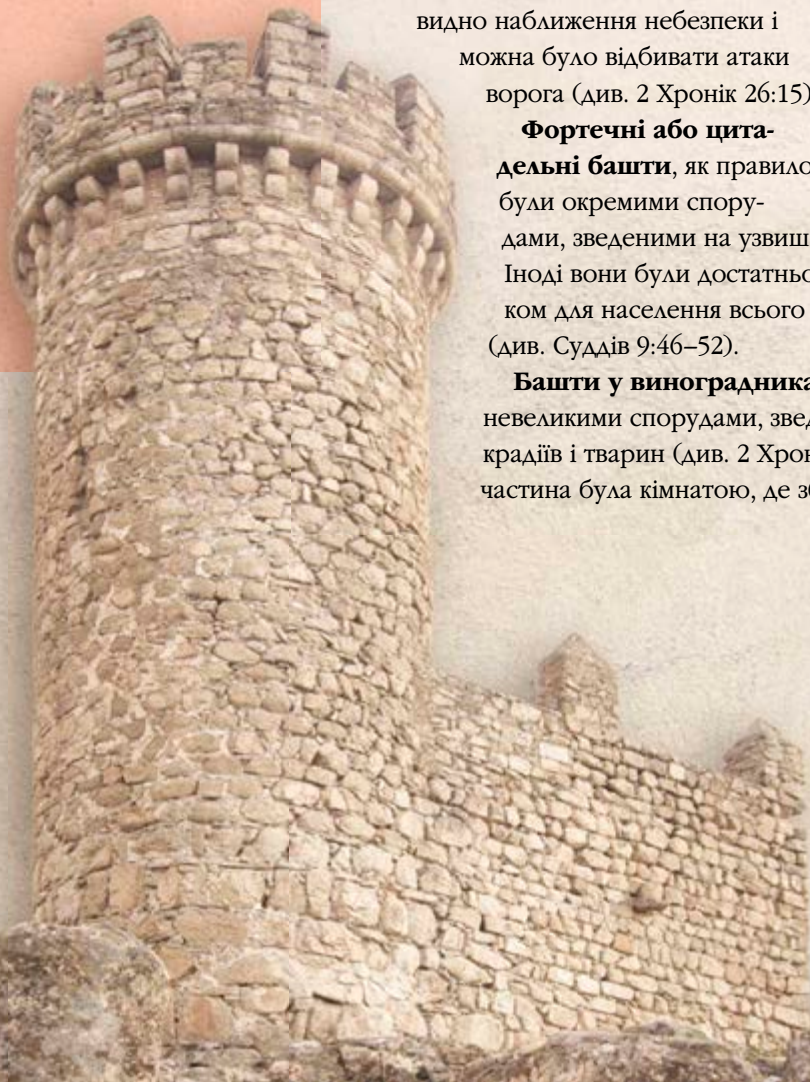 видно наближення небезпеки і
можна було відбивати атаки
ворога (див. 2 Хронік 26:15)
Фортечні або цита-
дельні башти, як правило
були окремими спору-
дами, зведеними на узвиш
Іноді вони були достатньо
ком для населення всього
(див. Суддів 9:46–52).
Башти у виноградника
невеликими спорудами, звед
крадіїв і тварин (див. 2 Хрон
частина була кімнатою, де